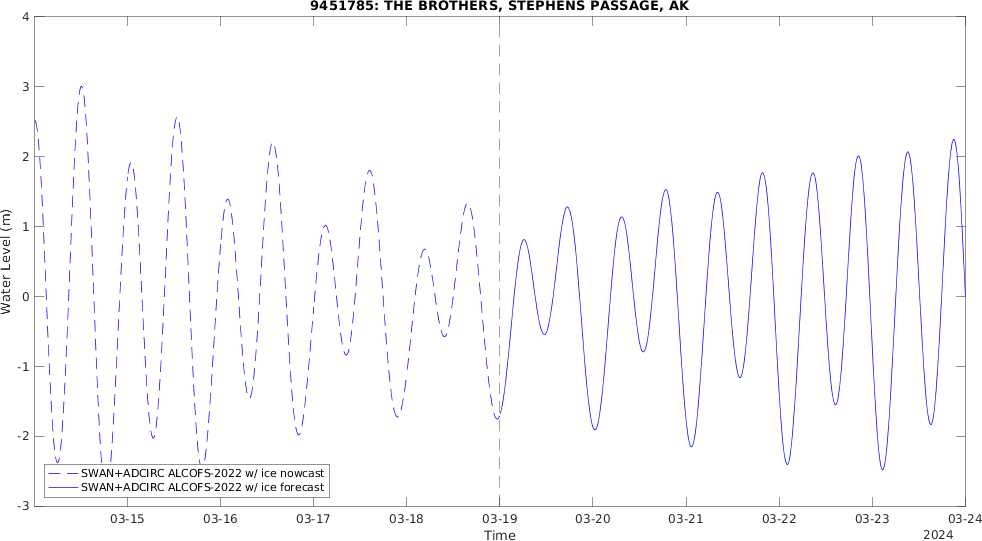 9451785: THE BROTHERS, STEPHENS PASSAGE, AK
Water Level (m)
4
3
2
1
0
-1
-2
-3
SWAN+ADCIRC ALCOFS-2022 w/ ice nowcast
SWAN+ADCIRC ALCOFS-2022 w/ ice forecast
03-15 03-16 03-17 03-18 03-19 03-20 03-21 03-22 03-23 03-24
Time
2024